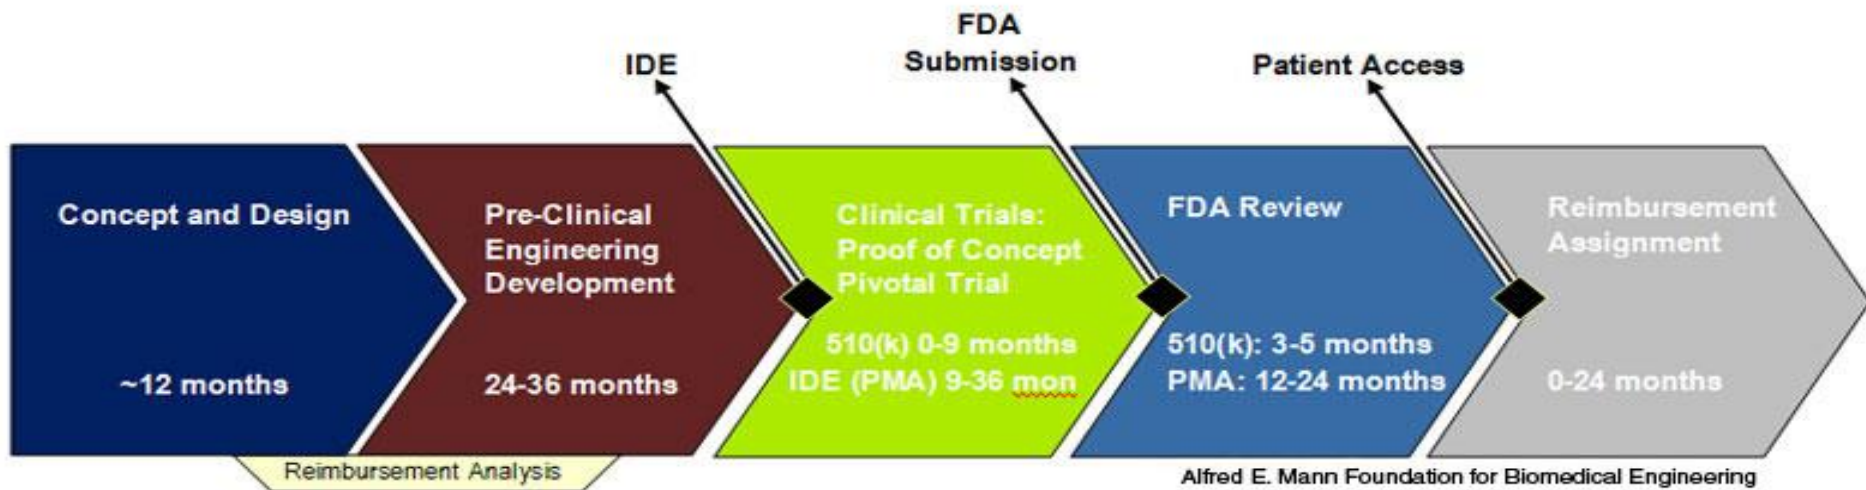 IDE
FDA
Submission
Patient Access
Concept and Design
~12 months
Pre-Clinical
Engineering
Development
24-36 months
Clinical Trials:
Proof of Concept
Pivotal Trial
510(k) 0-9 months
IDE (PMA) 9-36 mon
FDA Review
510(k): 3-5 months
PMA: 12-24 months
Reimbursement
Assignment
0-24 months
Reimbursement Analysis
Alfred E. Mann Foundation for Biomedical Engineering